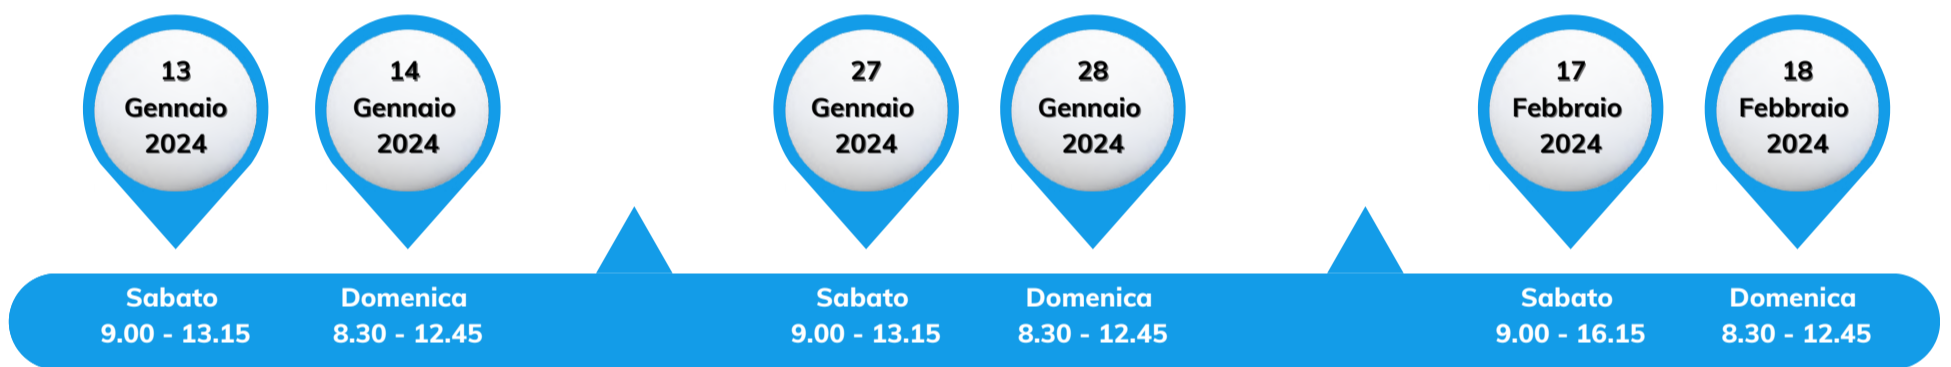 13
Gennaio
2024
14
Gennaio
2024
27
Gennaio
2024
28
Gennaio
2024
17
Febbraio
2024
18
Febbraio
2024
Sabato
9.00 - 13.15
Domenica
8.30 - 12.45
Sabato
9.00 - 13.15
Domenica
8.30 - 12.45
Sabato
9.00 - 16.15
Domenica
8.30 - 12.45